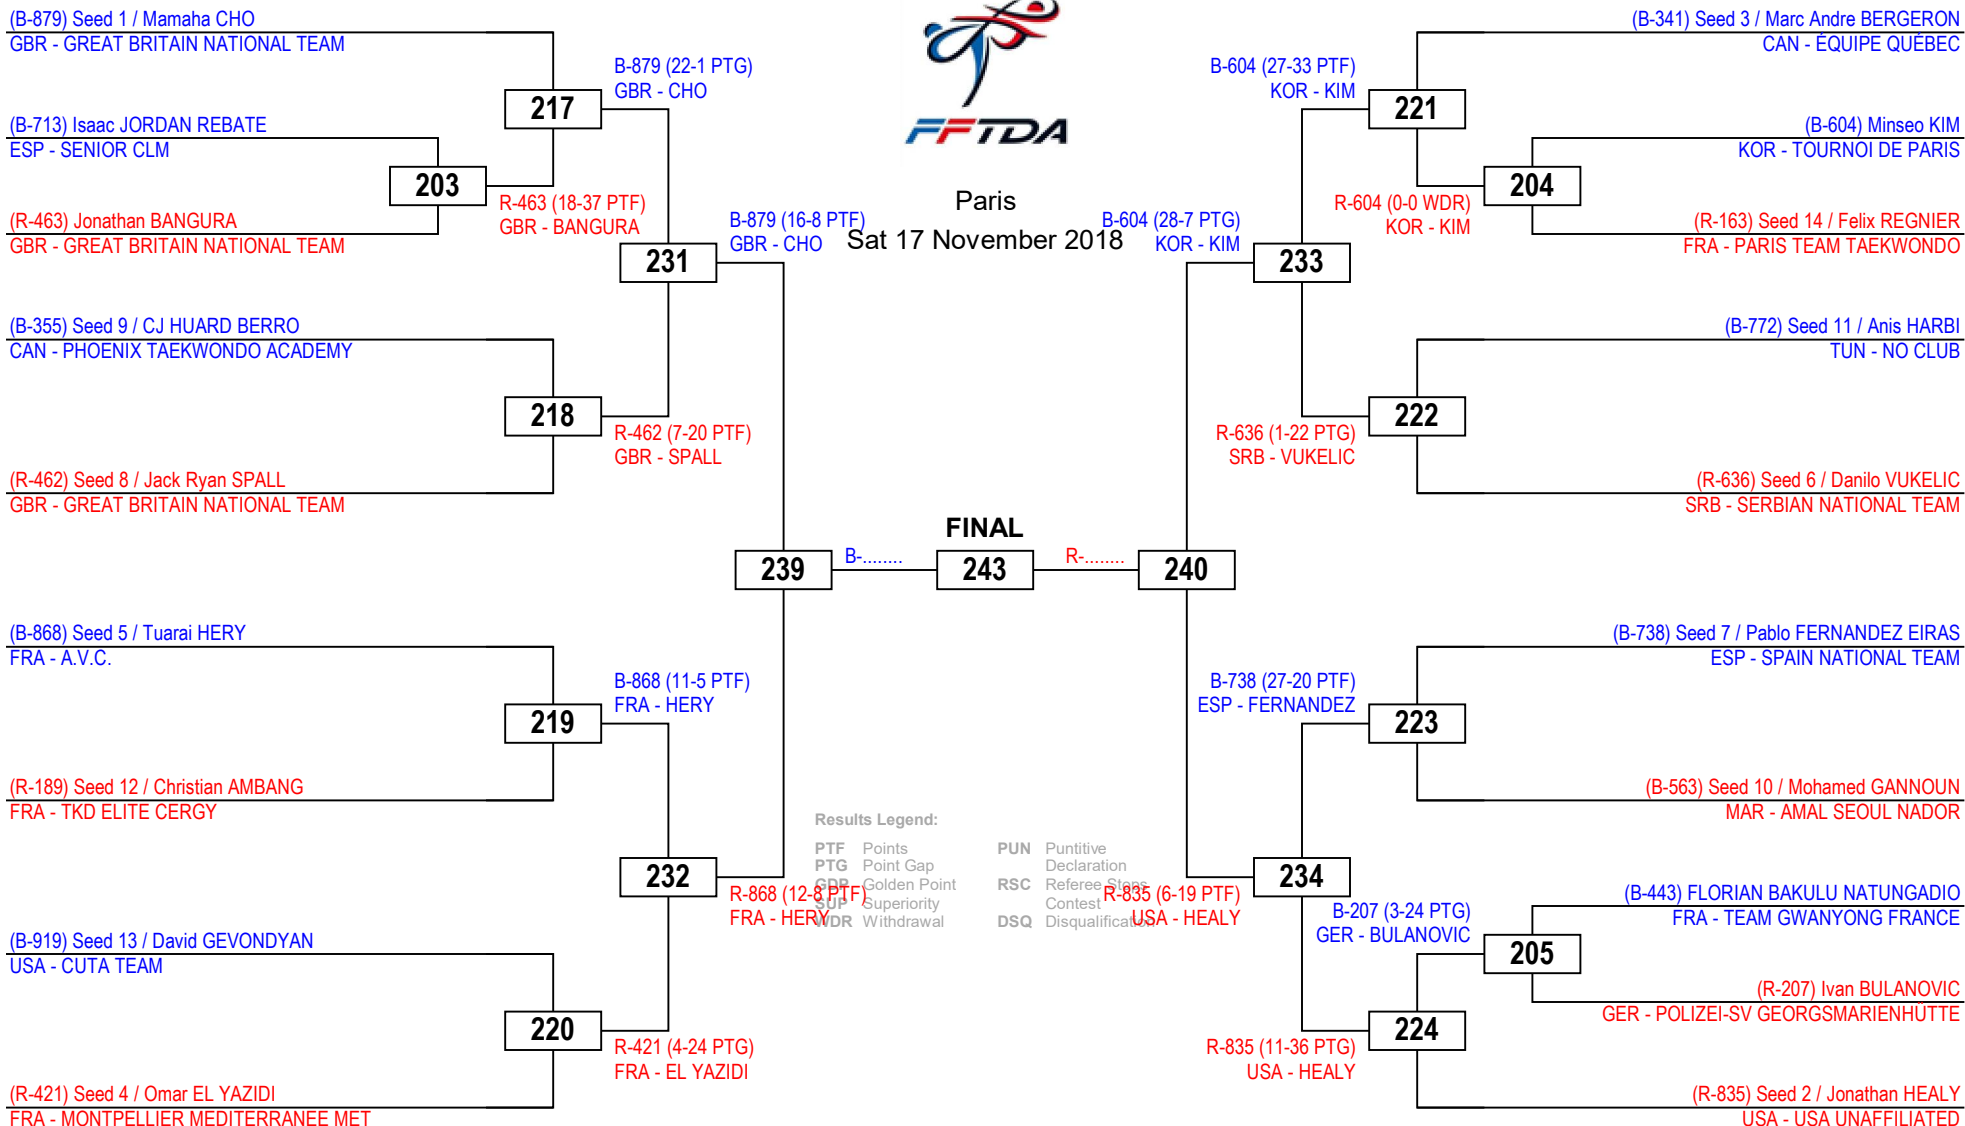 (B-879) Seed 1 / Mamaha CHO
GBR - GREAT BRITAIN NATIONAL TEAM
B-879 (22-1 PTG)
GBR - CHO
217
(B-713) Isaac JORDAN REBATE
ESP - SENIOR CLM
203
R-463 (18-37 PTF)
GBR - BANGURA
(R-463) Jonathan BANGURA
GBR - GREAT BRITAIN NATIONAL TEAM
B-879 (16-8 PTF)
GBR - CHO
231
(B-355) Seed 9 / CJ HUARD BERRO
CAN - PHOENIX TAEKWONDO ACADEMY
218
R-462 (7-20 PTF)
GBR - SPALL
(R-462) Seed 8 / Jack Ryan SPALL
GBR - GREAT BRITAIN NATIONAL TEAM
239
B-........
(B-868) Seed 5 / Tuarai HERY
FRA - A.V.C.
B-868 (11-5 PTF)
FRA - HERY
219
(R-189) Seed 12 / Christian AMBANG
FRA - TKD ELITE CERGY
232
R-868 (12-8 PTF)
FRA - HERY
(B-919) Seed 13 / David GEVONDYAN
USA - CUTA TEAM
220
R-421 (4-24 PTG)
FRA - EL YAZIDI
(R-421) Seed 4 / Omar EL YAZIDI
FRA - MONTPELLIER MEDITERRANEE MET
FFTDA
Paris
Sat 17 November 2018
FINAL
243
Results Legend:
PTF Points
PTG Point Gap
GDP Golden Point
SUP Superiority
WDR Withdrawal
PUN Puntitive
Declaration
RSC Referee Stops
Contest
DSQ Disqualification
(B-341) Seed 3 / Marc Andre BERGERON
CAN - ÉQUIPE QUÉBEC
B-604 (27-33 PTF)
KOR - KIM
221
(B-604) Minseo KIM
KOR - TOURNOI DE PARIS
204
R-604 (0-0 WDR)
KOR - KIM
(R-163) Seed 14 / Felix REGNIER
FRA - PARIS TEAM TAEKWONDO
B-604 (28-7 PTG)
KOR - KIM
233
(B-772) Seed 11 / Anis HARBI
TUN - NO CLUB
222
R-636 (1-22 PTG)
SRB - VUKELIC
(R-636) Seed 6 / Danilo VUKELIC
SRB - SERBIAN NATIONAL TEAM
R-........
240
(B-738) Seed 7 / Pablo FERNANDEZ EIRAS
ESP - SPAIN NATIONAL TEAM
B-738 (27-20 PTF)
ESP - FERNANDEZ
223
(B-563) Seed 10 / Mohamed GANNOUN
MAR - AMAL SEOUL NADOR
234
R-835 (6-19 PTF)
USA - HEALY
(B-443) FLORIAN BAKULU NATUNGADIO
FRA - TEAM GWANYONG FRANCE
B-207 (3-24 PTG)
GER - BULANOVIC
205
(R-207) Ivan BULANOVIC
GER - POLIZEI-SV GEORGSMARIENHÜTTE
224
R-835 (11-36 PTG)
USA - HEALY
(R-835) Seed 2 / Jonathan HEALY
USA - USA UNAFFILIATED